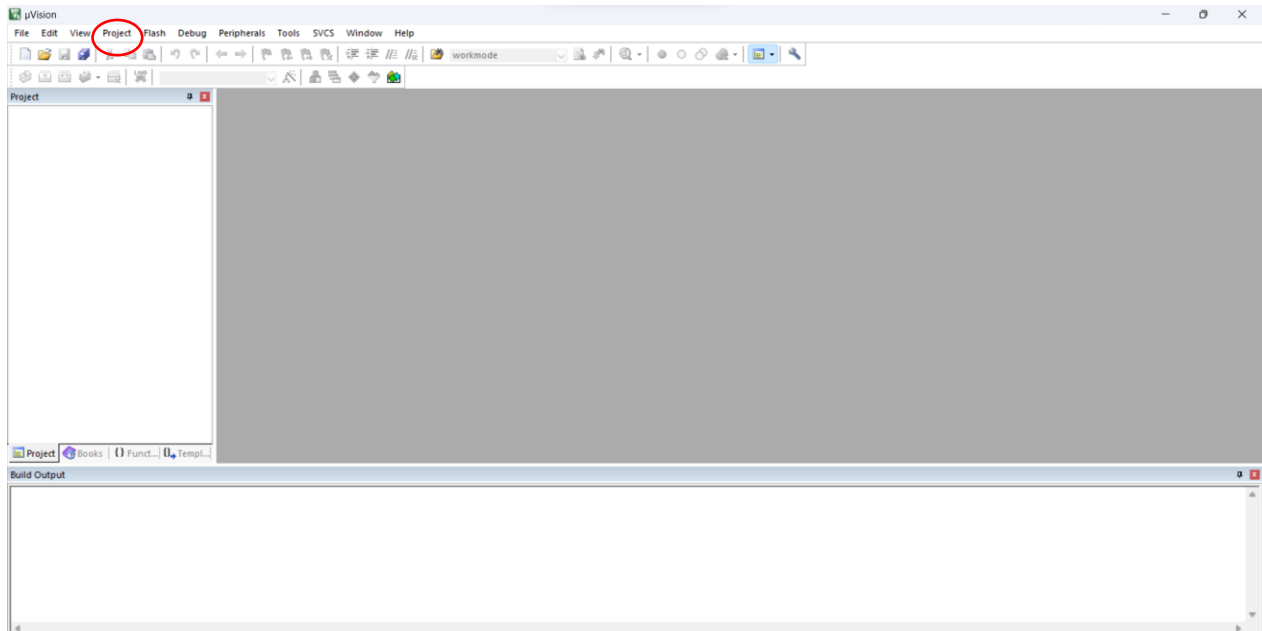 µVision
File Edit View Project Flash Debug Peripherals Tools SVCS Window Help
workmode
LOAD
Project
Project Books {} Funct... 0 Templ...
Build Output